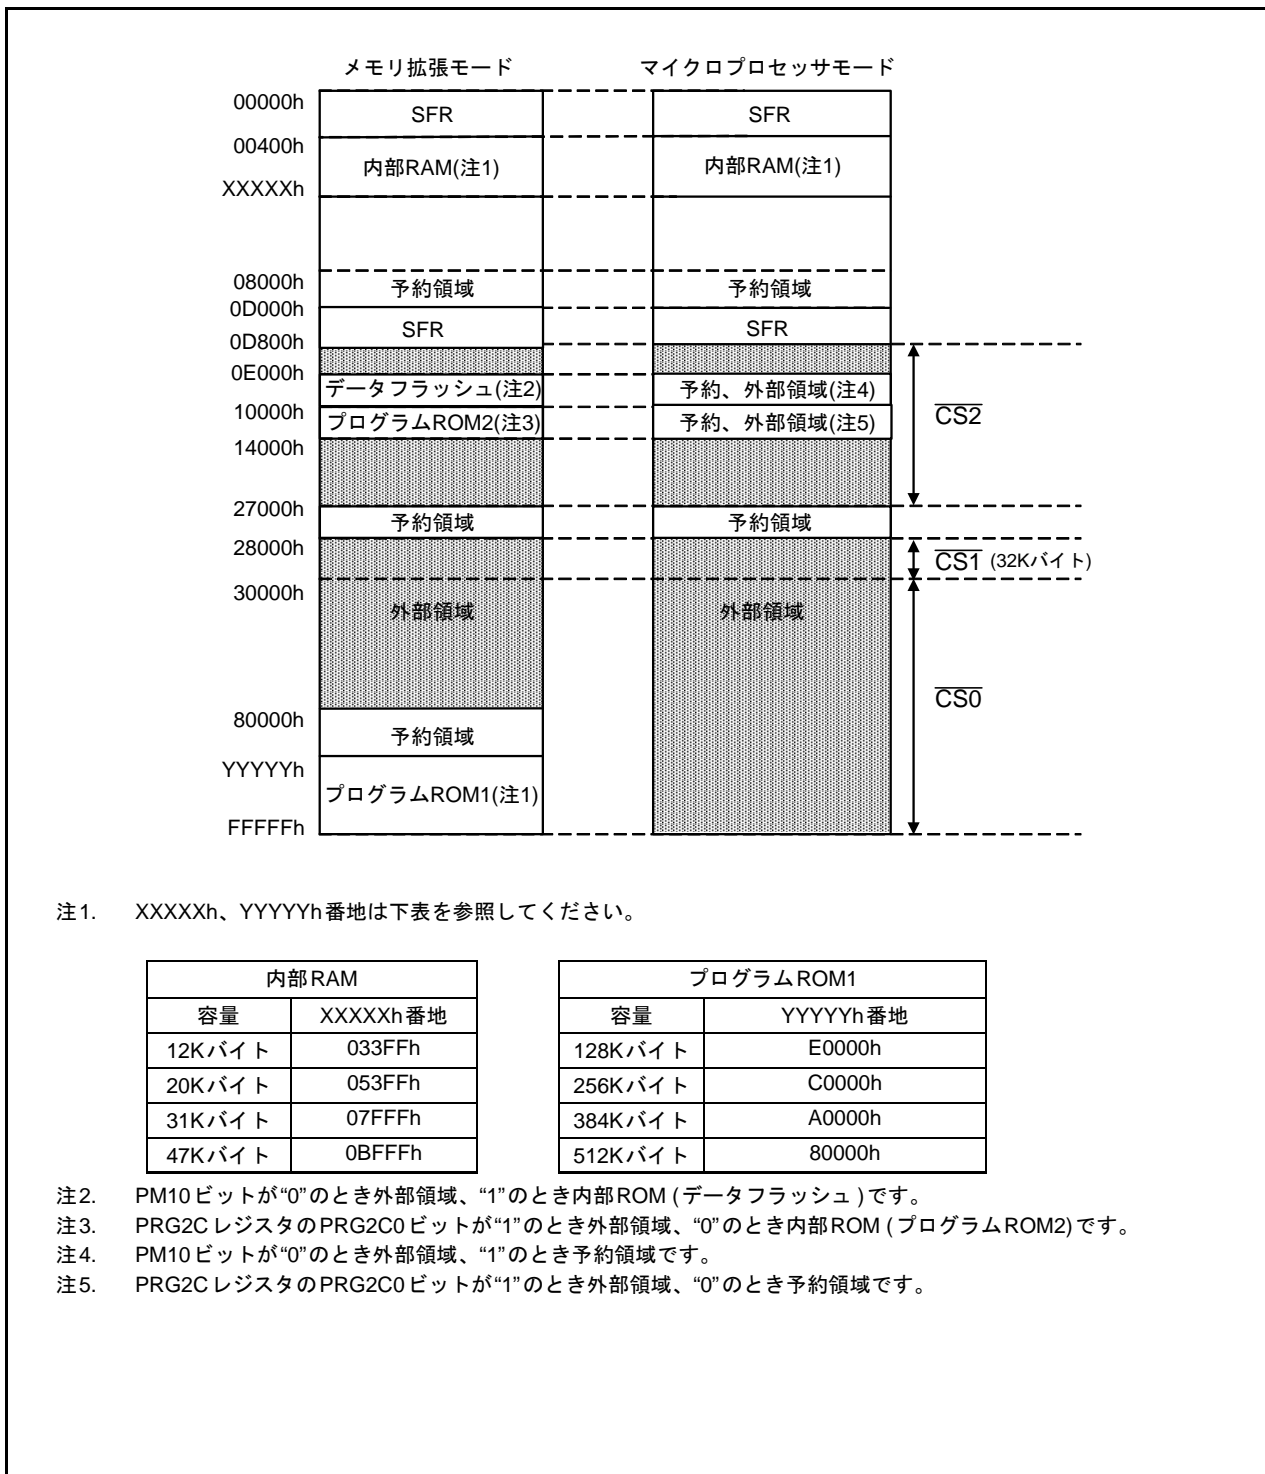 メモリ拡張モード マイクロプロセッサモード
00000h SFR SFR
00400h
内部RAM(注1) 内部RAM(注1)
XXXXXh
08000h
予約領域 予約領域
0D000h
SFR SFR
0D800h
0E000h
データフラッシュ(注2) 予約、外部領域(注4)
10000h CS2
プログラムROM2(注3) 予約、外部領域(注5)
14000h
27000h
予約領域 予約領域
28000h
CS1 (32Kバイト)
30000h
外部領域 外部領域
CS0
80000h
予約領域
YYYYYh
プログラムROM1(注1)
FFFFFh
注1. XXXXXh、YYYYYh番地は下表を参照してください。
内部RAM プログラムROM1
容量 XXXXXh番地 容量 YYYYYh番地
12Kバイト 033FFh 128Kバイト E0000h
20Kバイト 053FFh 256Kバイト C0000h
31Kバイト 07FFFh 384Kバイト A0000h
47Kバイト 0BFFFh 512Kバイト 80000h
注2. PM10ビットが“0”のとき外部領域、“1”のとき内部ROM (データフラッシュ )です。
注3. PRG2CレジスタのPRG2C0ビットが“1”のとき外部領域、“0”のとき内部ROM (プログラムROM2)です。
注4. PM10ビットが“0”のとき外部領域、“1”のとき予約領域です。
注5. PRG2CレジスタのPRG2C0ビットが“1”のとき外部領域、“0”のとき予約領域です。